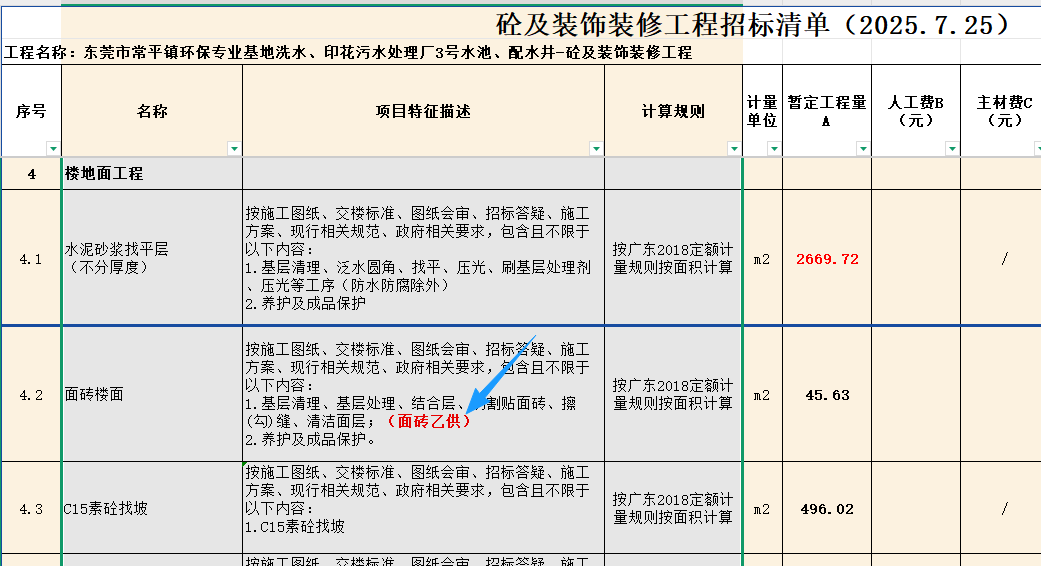 砼及装饰装修工程招标清单（2025.7.25）
工程名称：东莞市常平镇环保专业基地洗水、印花污水处理厂3号水池、配水井-砼及装饰装修工程
序号
名称
项目特征描述
计算规则
计量
单位
暂定工程量
A
人工费B
（元）
主材费C
（元）
4
楼地面工程
4.1
水泥砂浆找平层
（不分厚度）
按施工图纸、交楼标准、图纸会审、招标答疑、施工
方案、现行相关规范、政府相关要求，包含且不限于
以下内容：
1.基层清理、泛水圆角、找平、压光、刷基层处理剂
、压光等工序（防水防腐除外）
2.养护及成品保护
按广东2018定额计
量规则按面积计算
m2
2669.72
/
4.2
面砖楼面
按施工图纸、交楼标准、图纸会审、招标答疑、施工
方案、现行相关规范、政府相关要求，包含且不限于
以下内容：
1.基层清理、基层处理、结合层、割贴面砖、擦
(勾)缝、清洁面层；（面砖乙供）
2.养护及成品保护。
按广东2018定额计
量规则按面积计算
m2
45.63
4.3
C15素砼找坡
按施工图纸、交楼标准、图纸会审、招标答疑、施工
方案、现行相关规范、政府相关要求，包含且不限于
以下内容：
1.C15素砼找坡
按广东2018定额计
量规则按面积计算
m2
496.02
/
按施工图纸、交楼标准、图纸会审、招标答疑、施工